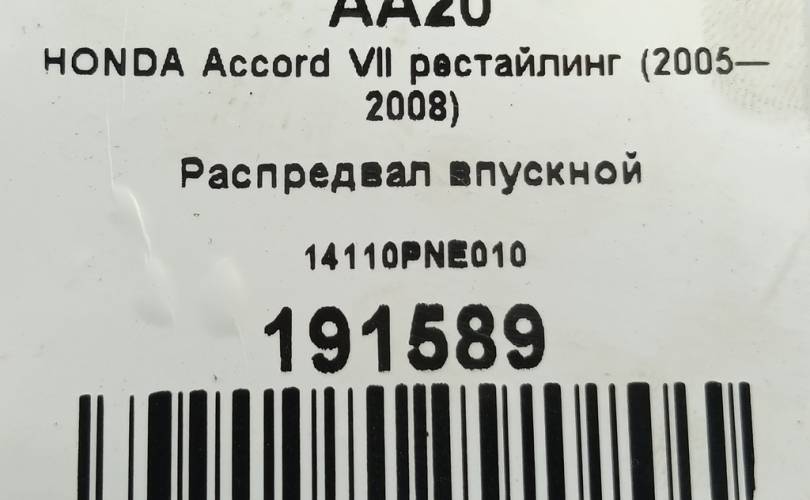 AA20
HONDA Accord VII рестайлинг (2005—
2008)
Распредвал впускной
14110PNE010
191589